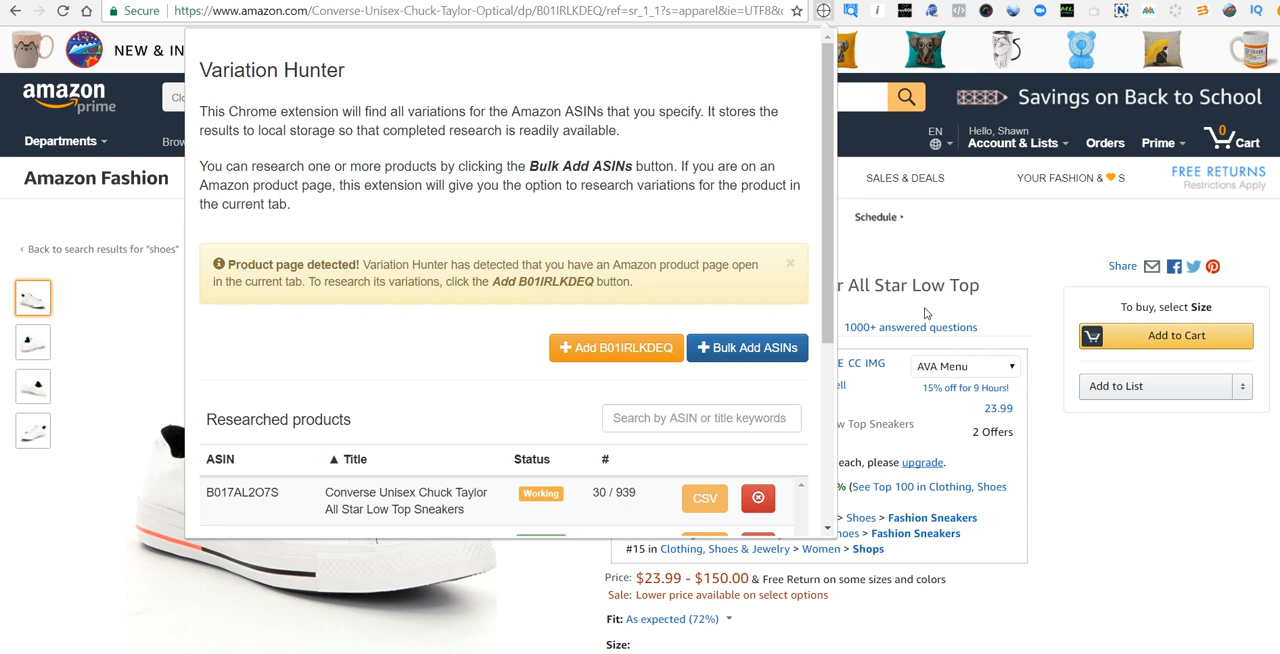 Secure
https://www.amazon.com/Converse-Unisex-Chuck-Taylor-Optical/dp/B01IRLKDEQ/ref=sr_1_1?s=apparel&ie=UTF8&
NEW & IN
amazon
prime
Savings on Back to School
Departments
Brow
EN
Hello, Shawn
Account & Lists
Orders
Prime
0
Cart
Amazon Fashion
SALES & DEALS
YOUR FASHION & 🧡 S
FREE RETURNS
Restrictions Apply
Variation Hunter
This Chrome extension will find all variations for the Amazon ASINs that you specify. It stores the
results to local storage so that completed research is readily available.
You can research one or more products by clicking the Bulk Add ASINs button. If you are on an
Amazon product page, this extension will give you the option to research variations for the product in
the current tab.
Product page detected! Variation Hunter has detected that you have an Amazon product page open
in the current tab. To research its variations, click the Add B01IRLKDEQ button.
×
+ Add B01IRLKDEQ
+ Bulk Add ASINs
Researched products
Search by ASIN or title keywords
ASIN
▲ Title
Status
#
B017AL2O7S
Converse Unisex Chuck Taylor
All Star Low Top Sneakers
Working
30 / 939
CSV
Schedule
‹ Back to search results for "shoes"
Share
r All Star Low Top
1000+ answered questions
E CC IMG
AVA Menu
ell
15% off for 9 Hours!
23.99
w Top Sneakers
2 Offers
each, please upgrade.
% (See Top 100 in Clothing, Shoes
> Shoes > Fashion Sneakers
hoes > Fashion Sneakers
#15 in Clothing, Shoes & Jewelry > Women > Shops
Price: $23.99 - $150.00 & Free Return on some sizes and colors
Sale: Lower price available on select options
Fit: As expected (72%)
Size:
To buy, select Size
Add to Cart
Add to List